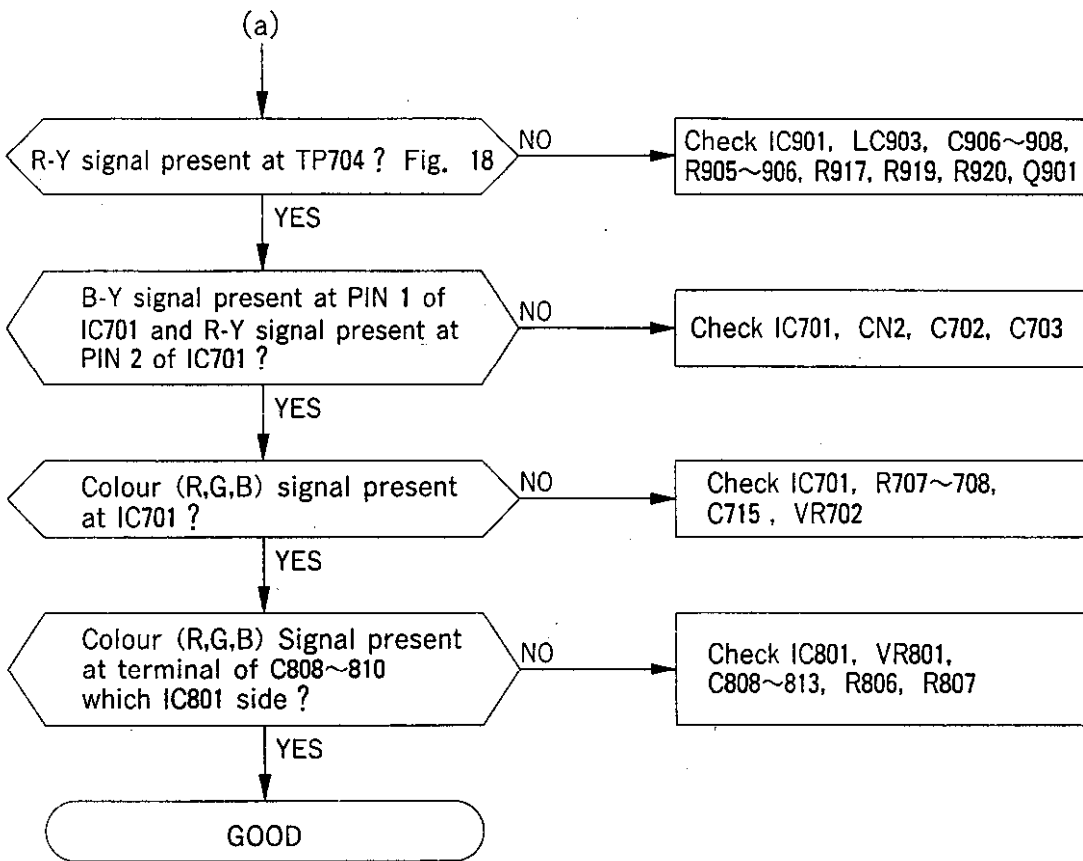 (a)
R-Y signal present at TP704 ? Fig. 18
NO
Check IC901, LC903, C906~908,
R905~906, R917, R919, R920, Q901
YES
B-Y signal present at PIN 1 of
IC701 and R-Y signal present at
PIN 2 of IC701 ?
NO
Check IC701, CN2, C702, C703
YES
Colour (R,G,B) signal present
at IC701 ?
NO
Check IC701, R707~708,
C715 , VR702
YES
Colour (R,G,B) Signal present
at terminal of C808~810
which IC801 side ?
NO
Check IC801, VR801,
C808~813, R806, R807
YES
GOOD